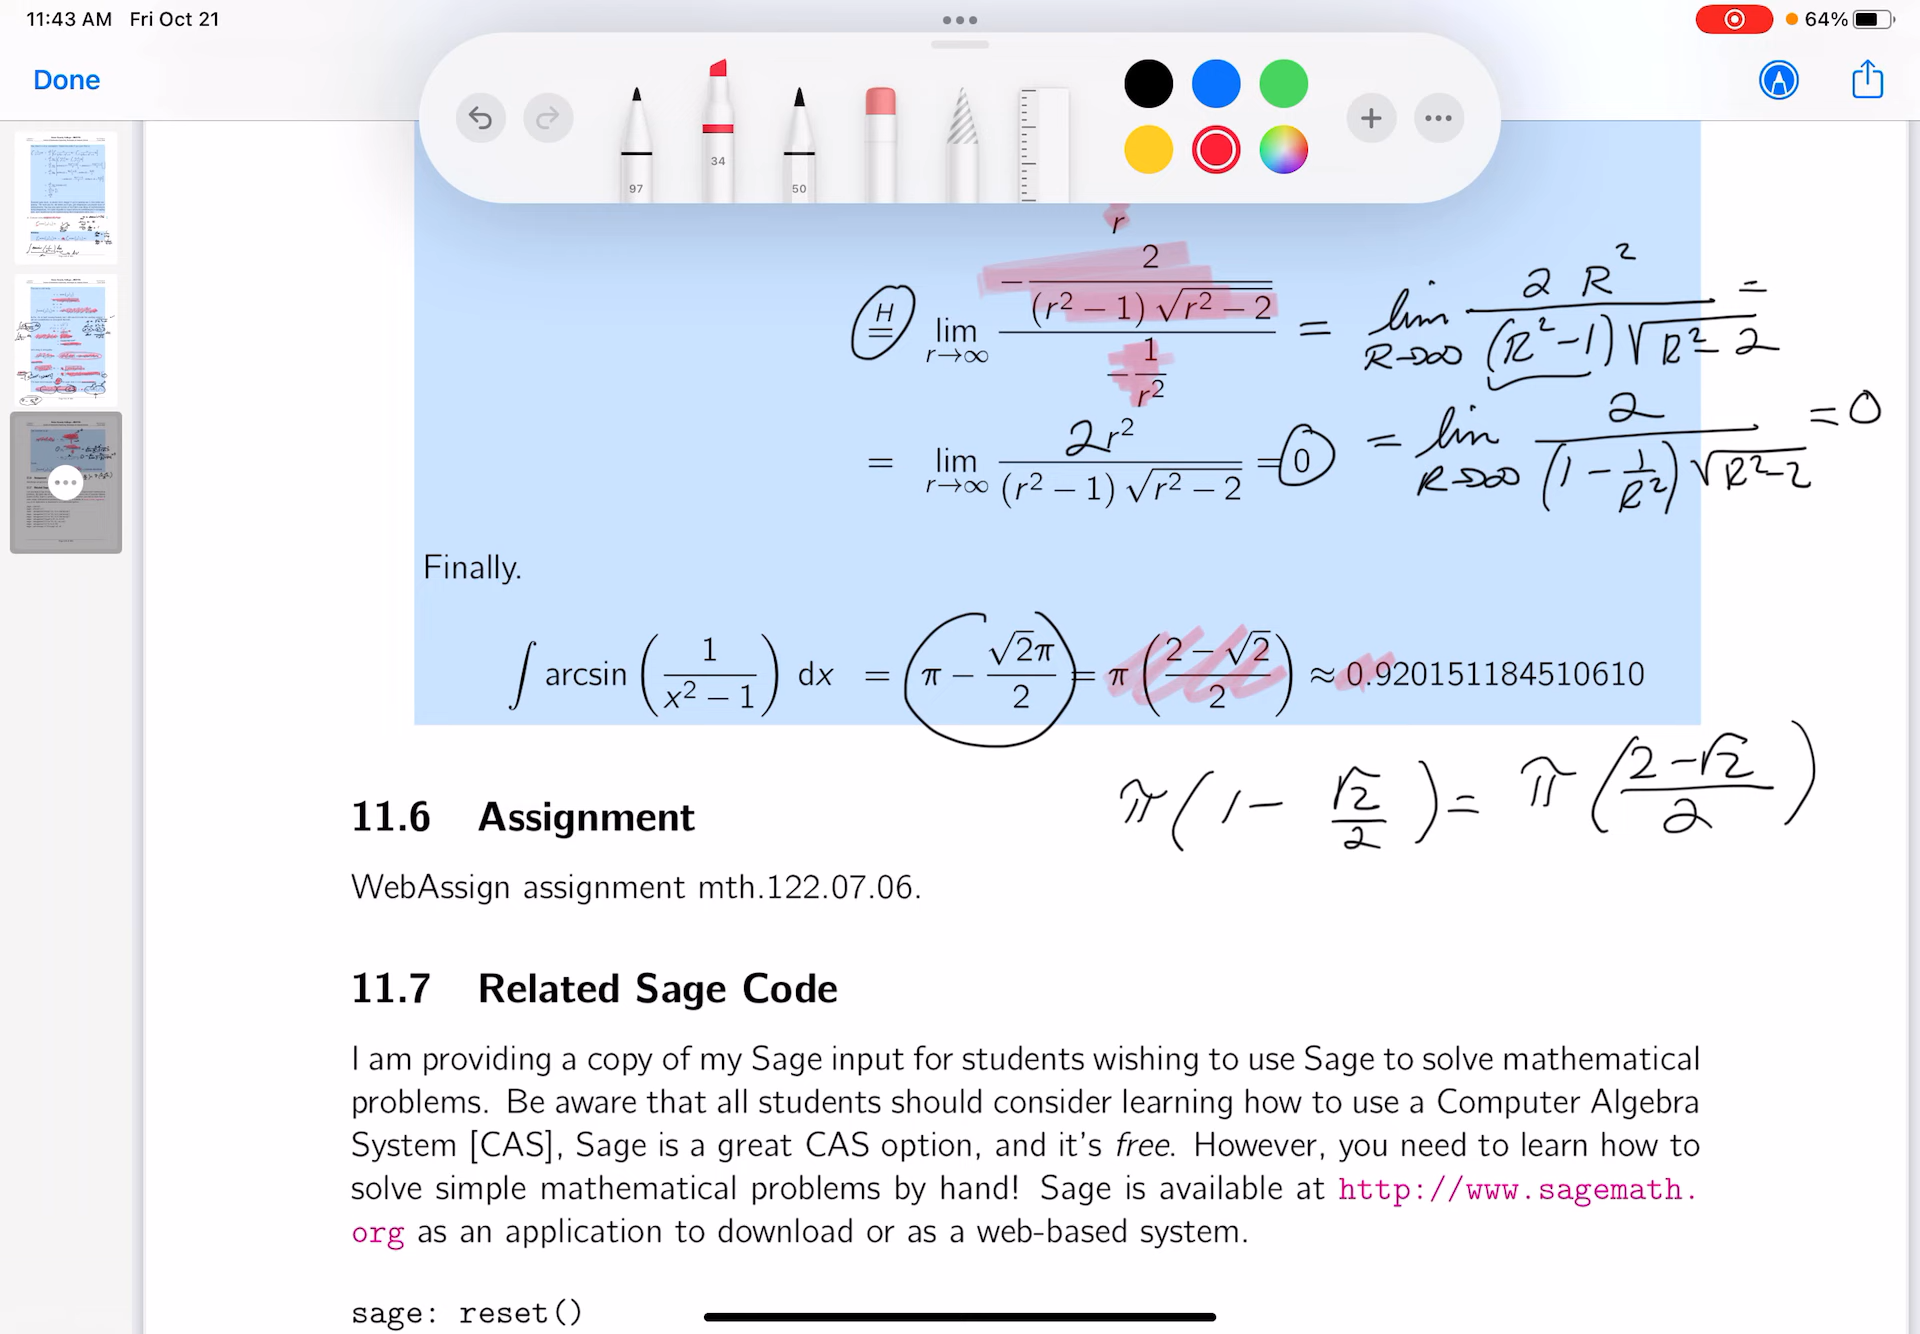 11:43 AM Fri Oct 21
64%
Done
97 34 50
r
H= lim r→∞ −2/((r² − 1) √(r² − 2)) / −1/r² = lim R→∞ 2 R²/((R²−1) √(R²−2)) =
= lim r→∞ 2r²/((r² − 1) √(r² − 2)) = 0 = lim R→∞ 2/((1 − 1/R²) √(R²−2)) = 0
Finally.
∫ arcsin (1/(x² − 1)) dx = π − √2π/2 = π ((2 − √2)/2) ≈ 0.920151184510610
π(1 − √2/2) = π((2−√2)/2)
11.6 Assignment
WebAssign assignment mth.122.07.06.
11.7 Related Sage Code
I am providing a copy of my Sage input for students wishing to use Sage to solve mathematical
problems. Be aware that all students should consider learning how to use a Computer Algebra
System [CAS], Sage is a great CAS option, and it's free. However, you need to learn how to
solve simple mathematical problems by hand! Sage is available at http://www.sagemath.
org as an application to download or as a web-based system.
sage: reset()